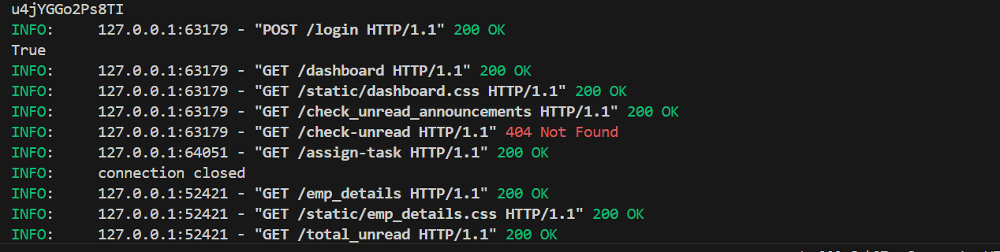 u4jYGGo2Ps8TI
INFO:     127.0.0.1:63179 - "POST /login HTTP/1.1" 200 OK
True
INFO:     127.0.0.1:63179 - "GET /dashboard HTTP/1.1" 200 OK
INFO:     127.0.0.1:63179 - "GET /static/dashboard.css HTTP/1.1" 200 OK
INFO:     127.0.0.1:63179 - "GET /check_unread_announcements HTTP/1.1" 200 OK
INFO:     127.0.0.1:63179 - "GET /check-unread HTTP/1.1" 404 Not Found
INFO:     127.0.0.1:64051 - "GET /assign-task HTTP/1.1" 200 OK
INFO:     connection closed
INFO:     127.0.0.1:52421 - "GET /emp_details HTTP/1.1" 200 OK
INFO:     127.0.0.1:52421 - "GET /static/emp_details.css HTTP/1.1" 200 OK
INFO:     127.0.0.1:52421 - "GET /total_unread HTTP/1.1" 200 OK